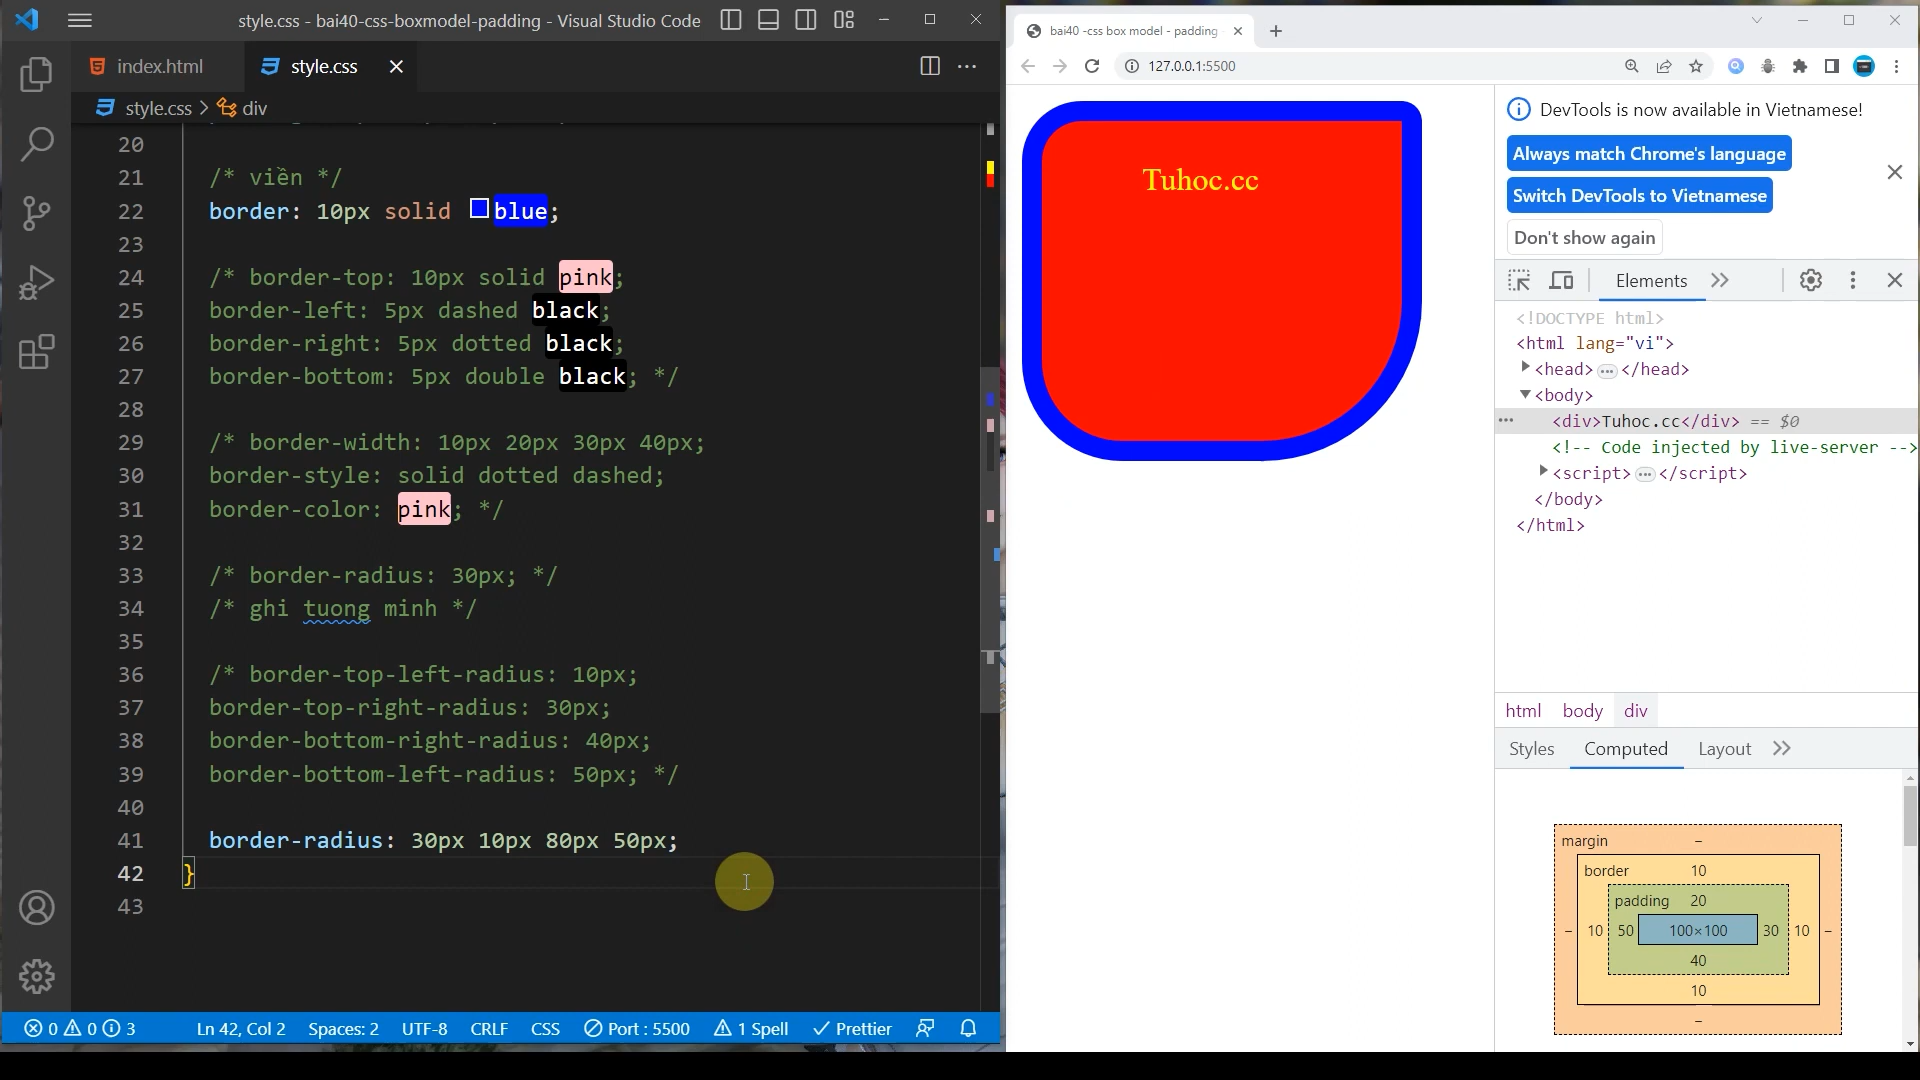 style.css - bai40-css-boxmodel-padding - Visual Studio Code
index.html
style.css
style.css > div
20
21 /* viền */
22 border: 10px solid blue;
23
24 /* border-top: 10px solid pink;
25 border-left: 5px dashed black;
26 border-right: 5px dotted black;
27 border-bottom: 5px double black; */
28
29 /* border-width: 10px 20px 30px 40px;
30 border-style: solid dotted dashed;
31 border-color: pink; */
32
33 /* border-radius: 30px; */
34 /* ghi tuong minh */
35
36 /* border-top-left-radius: 10px;
37 border-top-right-radius: 30px;
38 border-bottom-right-radius: 40px;
39 border-bottom-left-radius: 50px; */
40
41 border-radius: 30px 10px 80px 50px;
42 }
43
0 0 3 Ln 42, Col 2 Spaces: 2 UTF-8 CRLF CSS Port : 5500 1 Spell Prettier
bai40 -css box model - padding
127.0.0.1:5500
Tuhoc.cc
DevTools is now available in Vietnamese!
Always match Chrome's language
Switch DevTools to Vietnamese
Don't show again
Elements
<!DOCTYPE html>
<html lang="vi">
<head> … </head>
<body>
<div>Tuhoc.cc</div> == $0
<!-- Code injected by live-server -->
<script> … </script>
</body>
</html>
html body div
Styles Computed Layout
margin –
border 10
padding 20
– 10 50 100×100 30 10 –
40
10
–